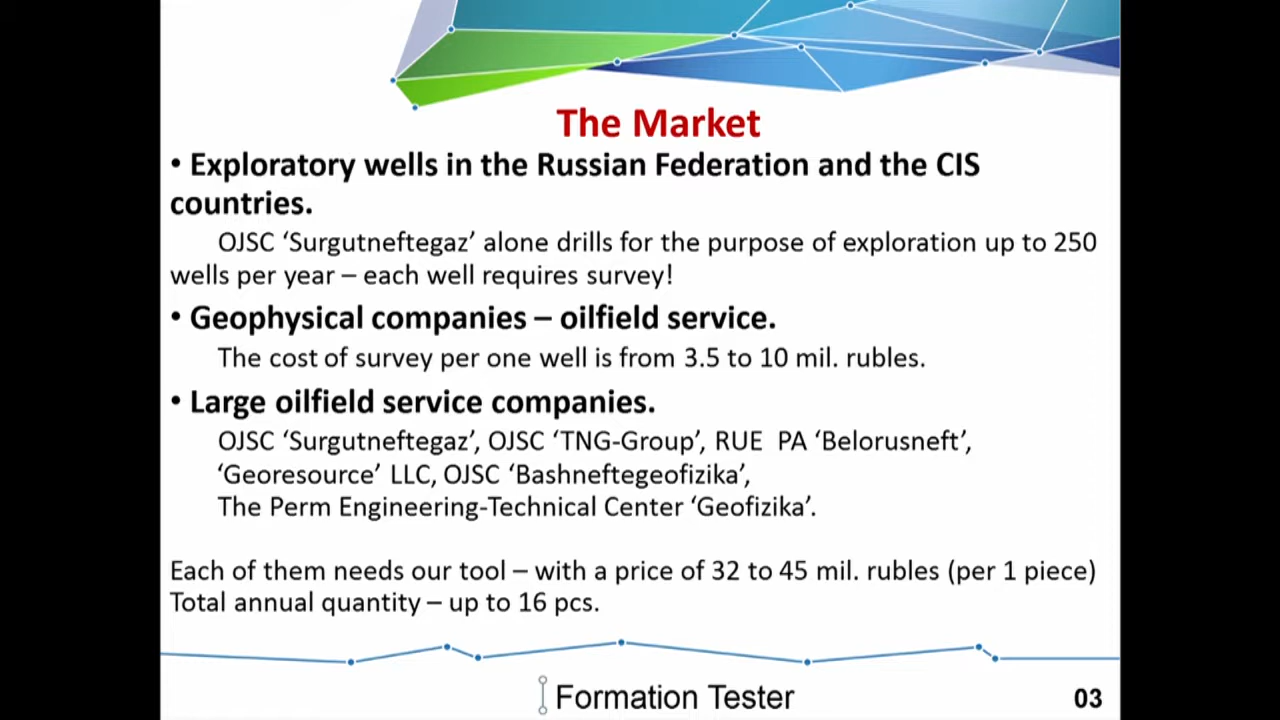 The Market
• Exploratory wells in the Russian Federation and the CIS
countries.
OJSC ‘Surgutneftegaz’ alone drills for the purpose of exploration up to 250
wells per year – each well requires survey!
• Geophysical companies – oilfield service.
The cost of survey per one well is from 3.5 to 10 mil. rubles.
• Large oilfield service companies.
OJSC ‘Surgutneftegaz’, OJSC ‘TNG-Group’, RUE PA ‘Belorusneft’,
‘Georesource’ LLC, OJSC ‘Bashneftegeofizika’,
The Perm Engineering-Technical Center ‘Geofizika’.
Each of them needs our tool – with a price of 32 to 45 mil. rubles (per 1 piece)
Total annual quantity – up to 16 pcs.
Formation Tester
03